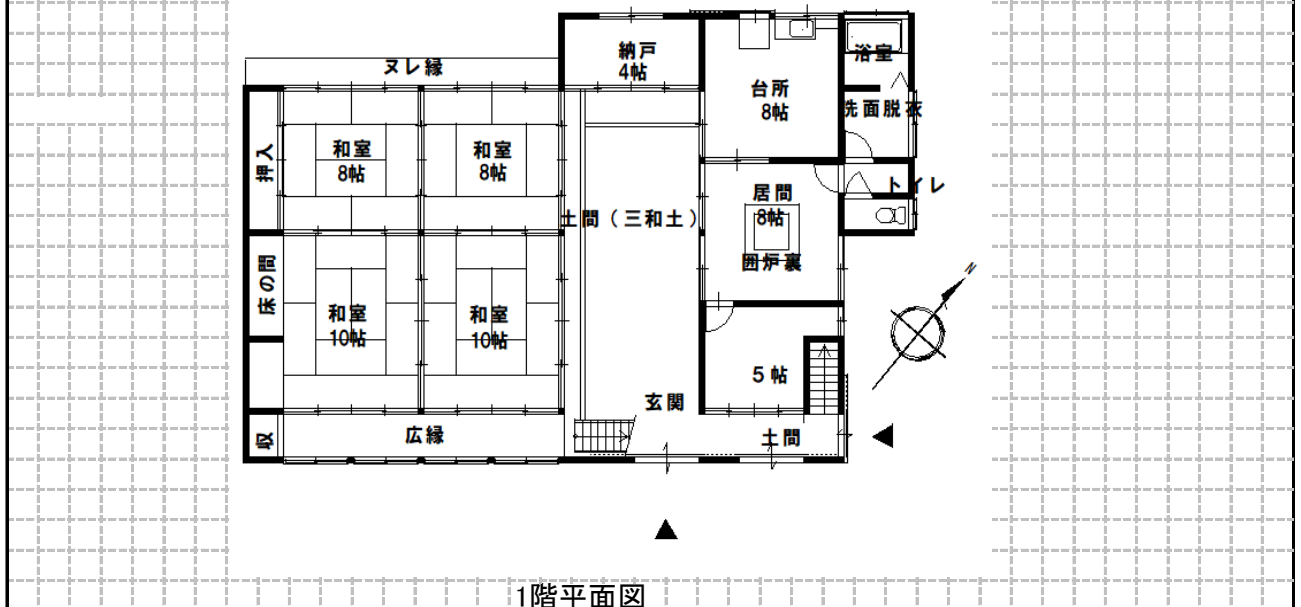 納戸
4帖
ヌレ縁
台所
8帖
浴室
洗面脱衣
押入
和室
8帖
和室
8帖
トイレ
居間
8帖
囲炉裏
土間（三和土）
床の間
和室
10帖
和室
10帖
N
5帖
玄関
収
広縁
土間
1階平面図